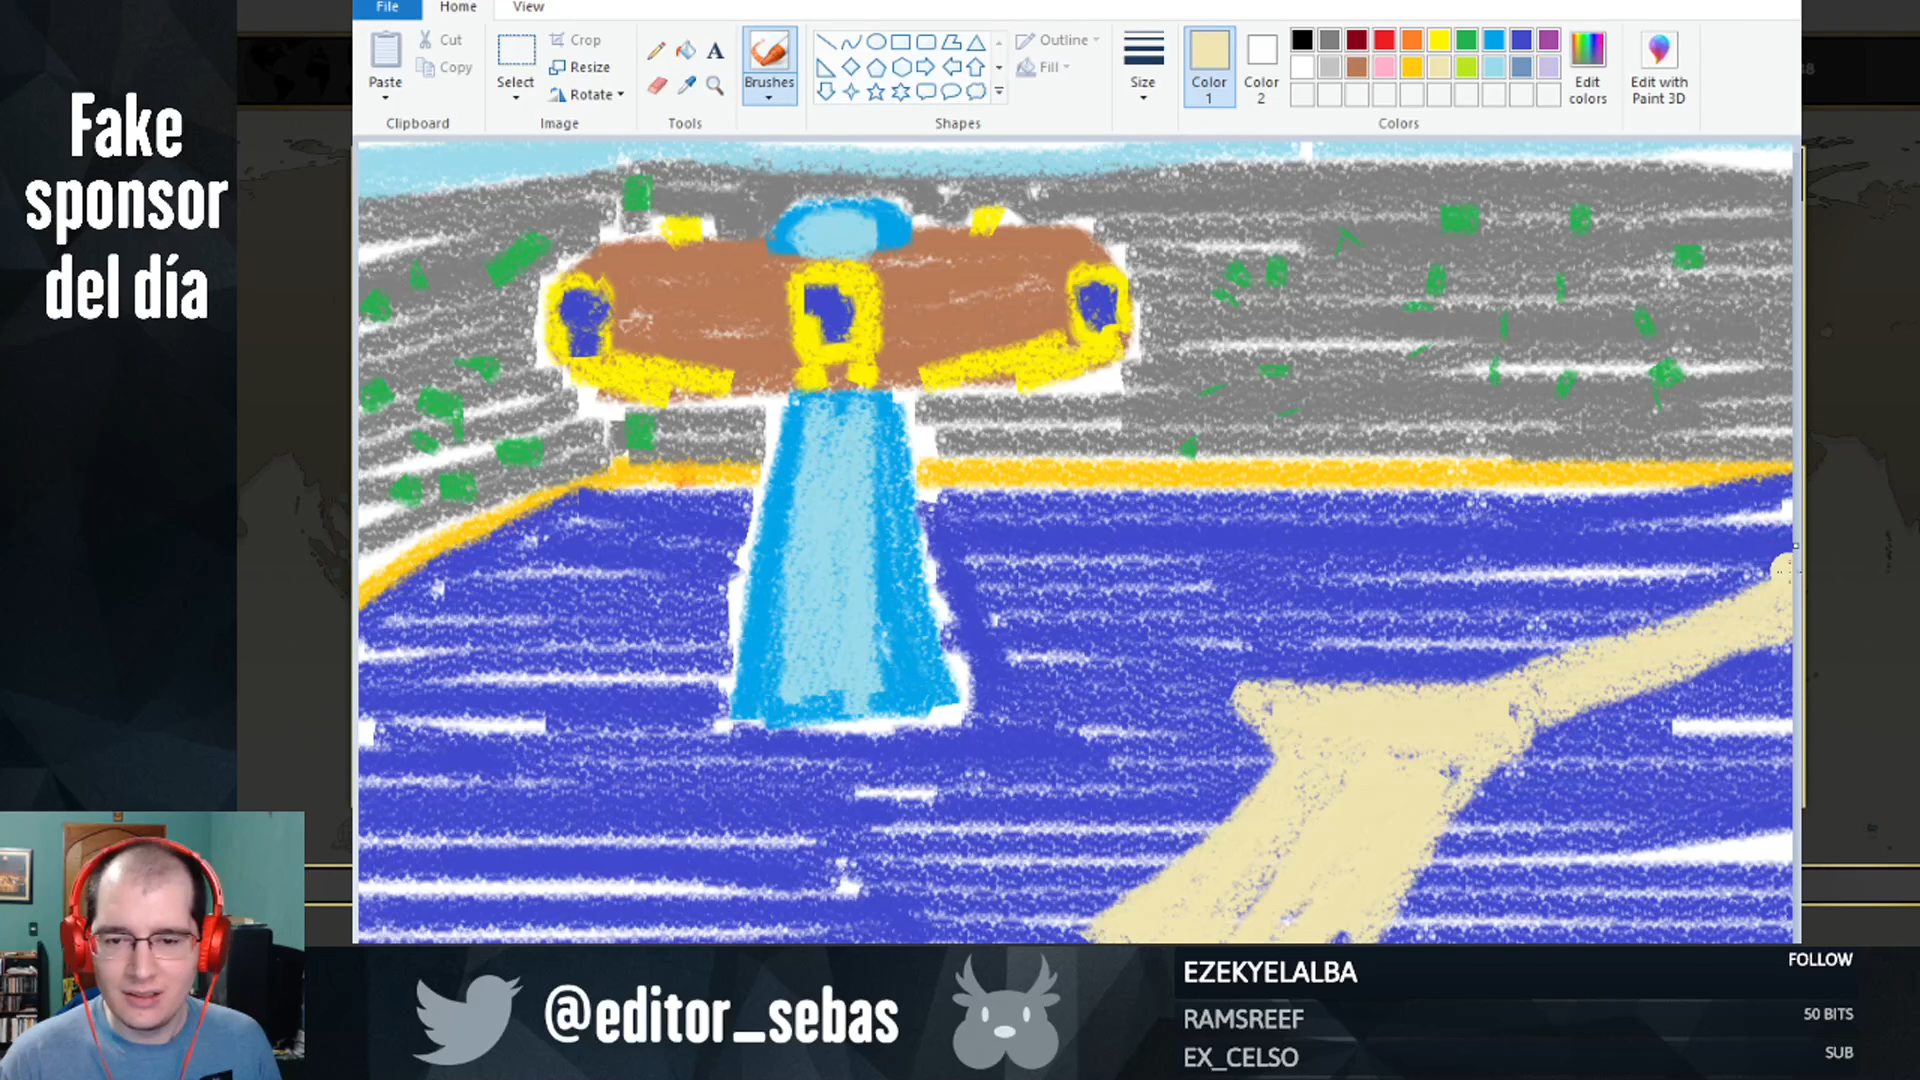 File Home View
Paste
Cut
Copy
Clipboard
Select
Crop
Resize
Rotate
Image
Tools
Brushes
Shapes
Outline
Fill
Size
Color
1
Color
2
Edit
colors
Colors
Edit with
Paint 3D
Fake
sponsor
del día
@editor_sebas
EZEKYELALBA FOLLOW
RAMSREEF 50 BITS
EX_CELSO SUB